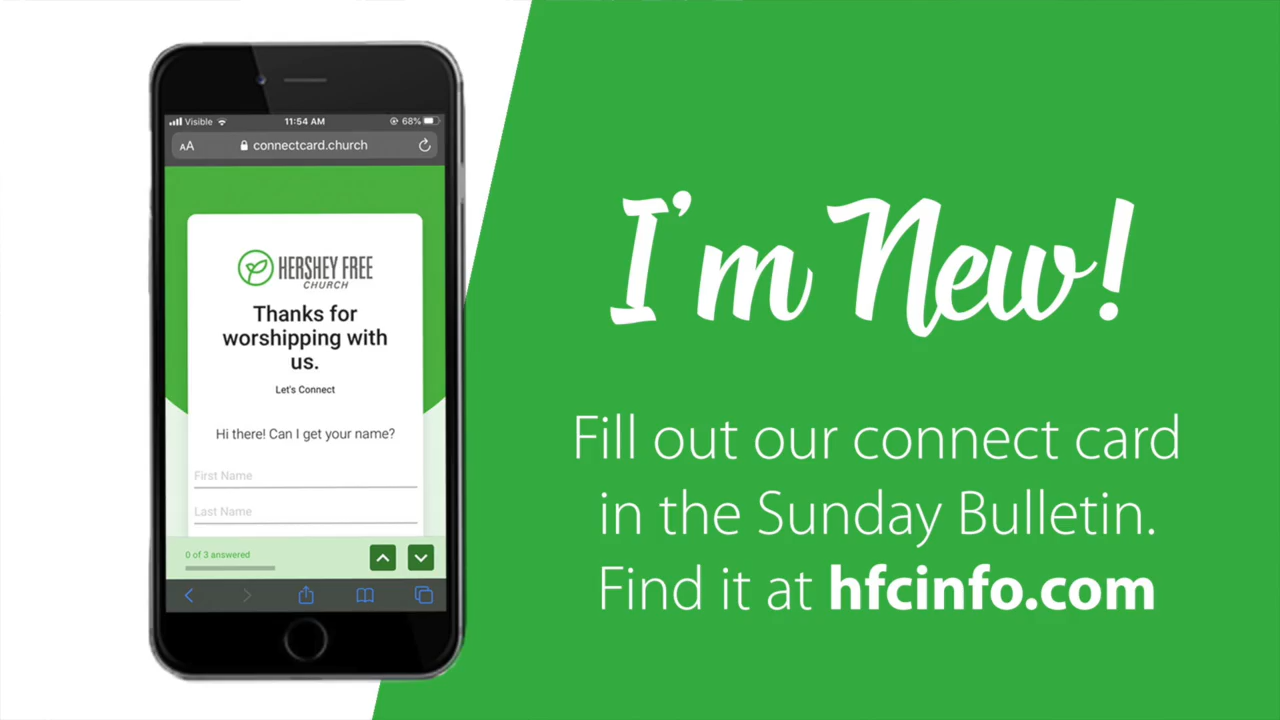 Visible
11:54 AM
68%
AA
connectcard.church
HERSHEY FREE
CHURCH
Thanks for
worshipping with
us.
Let's Connect
Hi there! Can I get your name?
First Name
Last Name
0 of 3 answered
I'm New!
Fill out our connect card
in the Sunday Bulletin.
Find it at hfcinfo.com